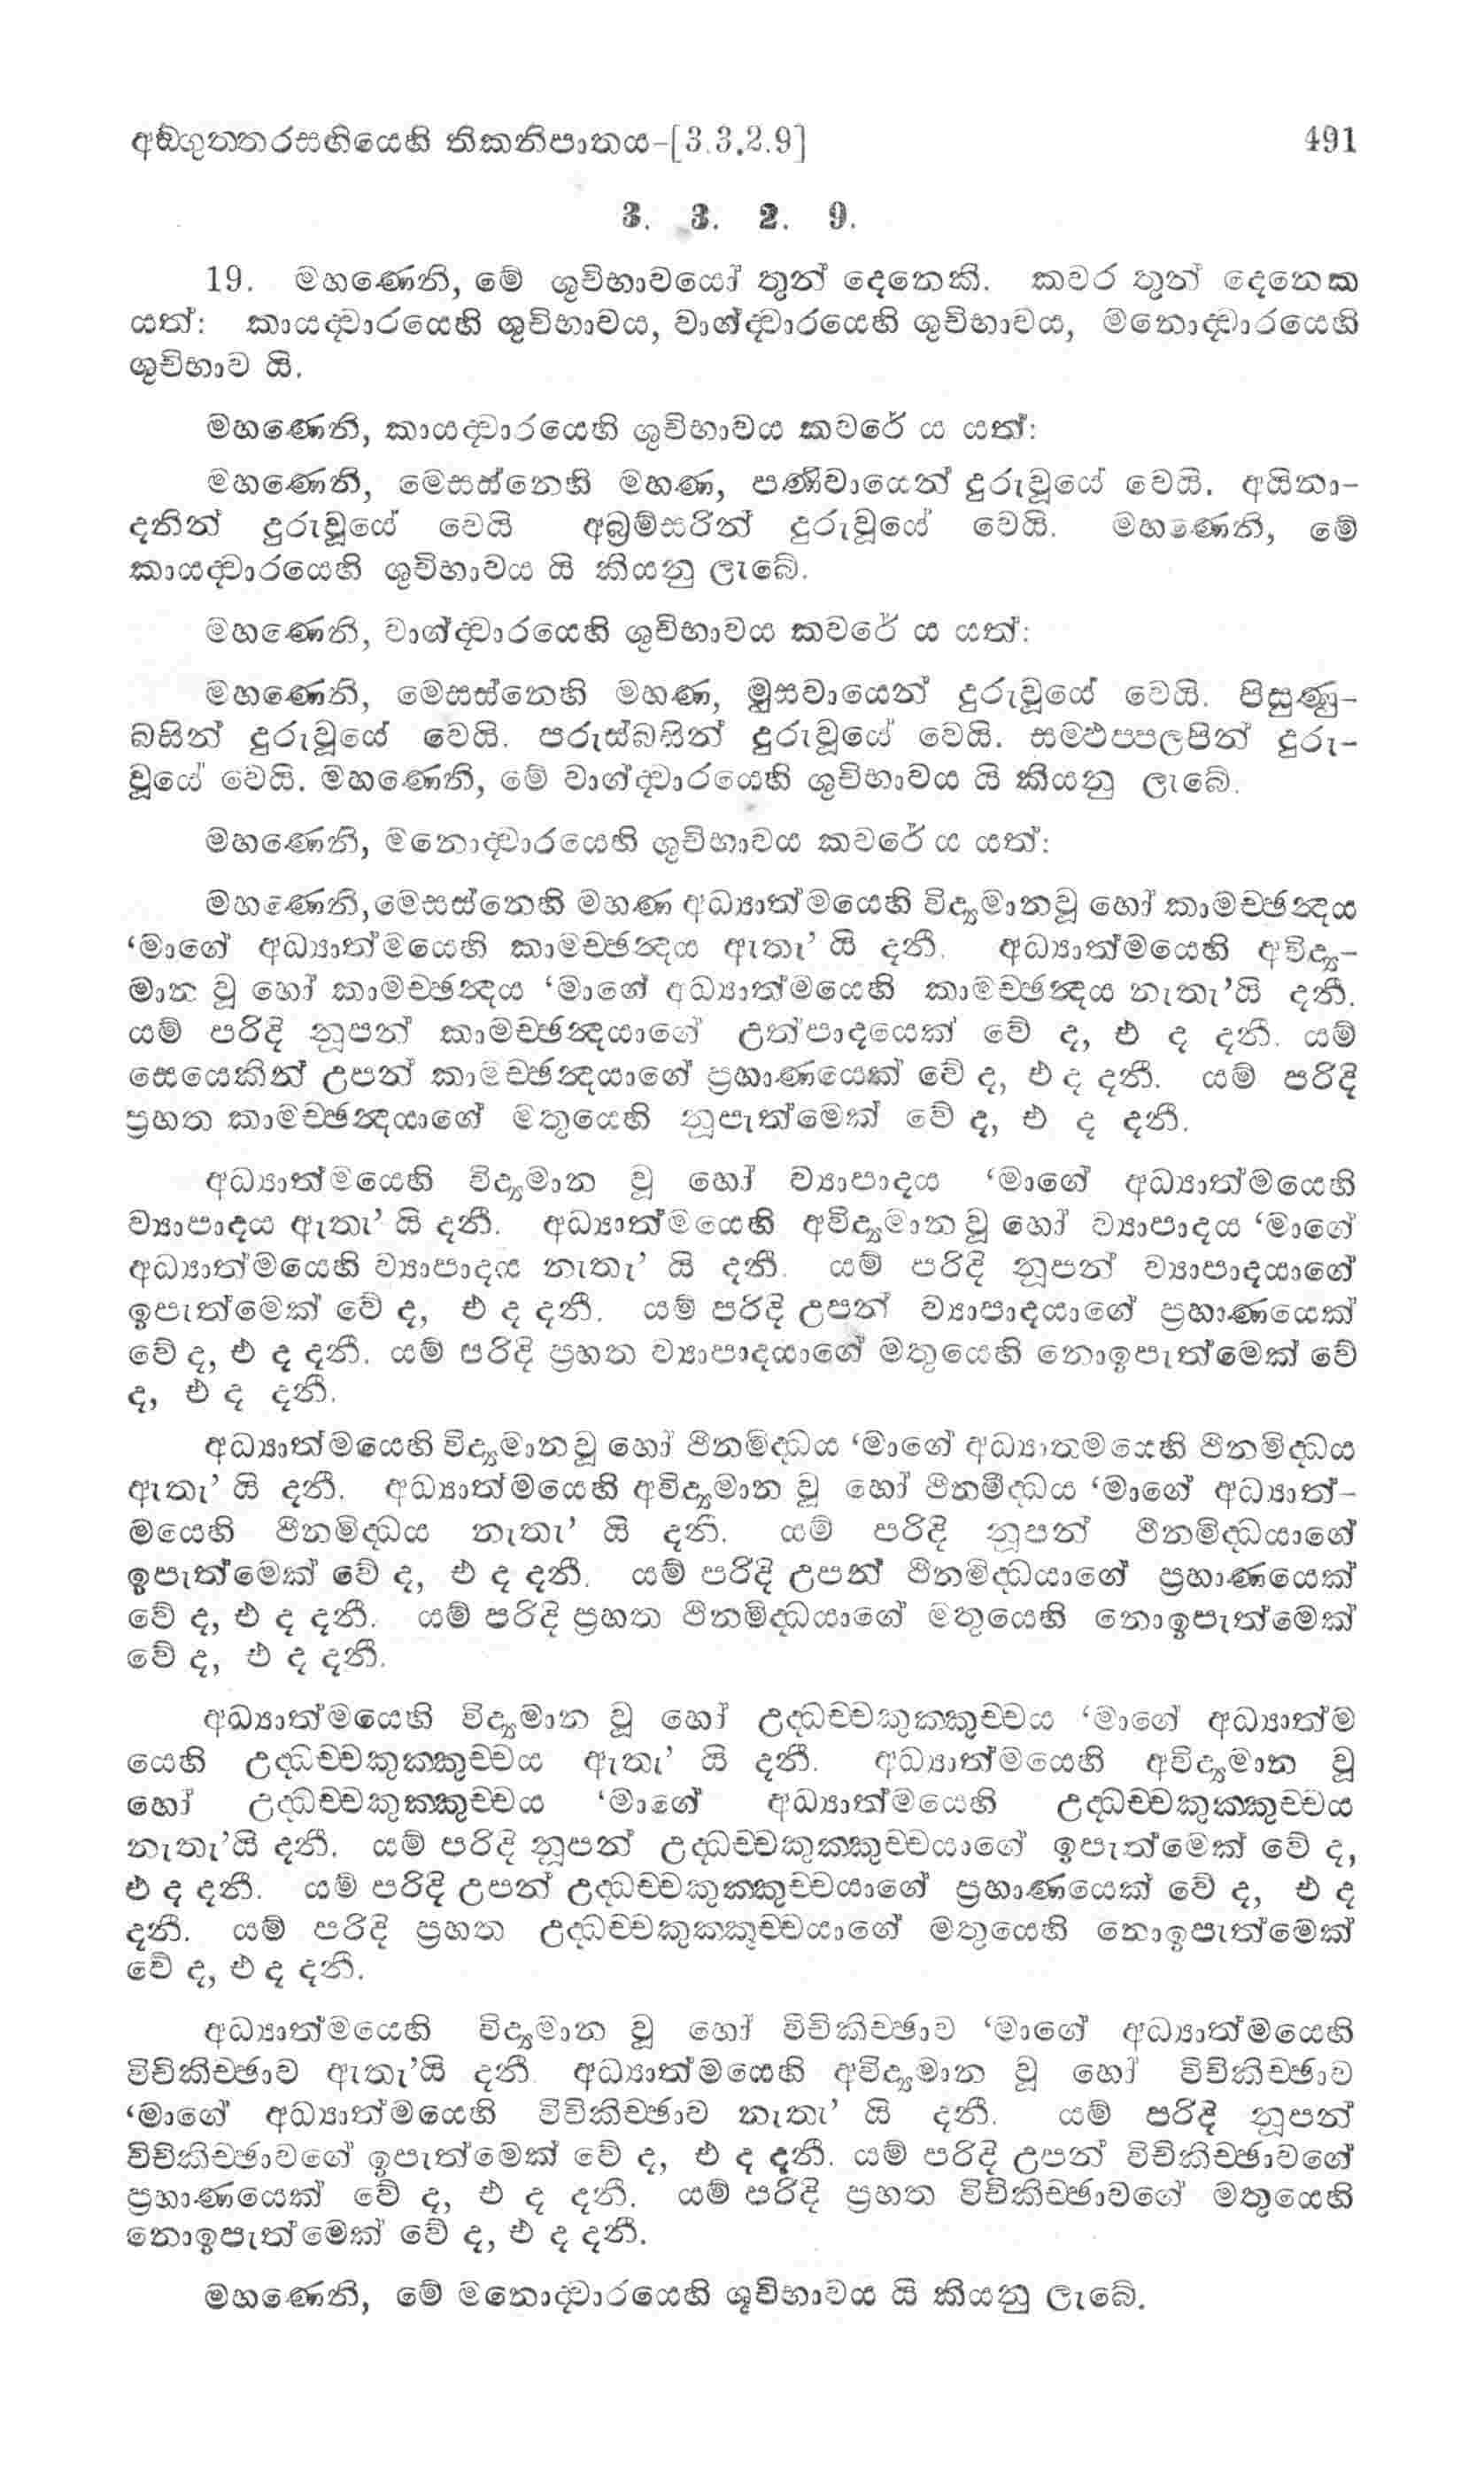 අඞ්ගුත්තරසඟියෙහි තිකනිපාතය-[3.3.2.9] 491
3. 3. 2. 9.
19. මහණෙනි, මේ ශුචිභාවයෝ තුන් දෙනෙකි. කවර තුන් දෙනෙක
යත්: කායද්වාරයෙහි ශුචිභාවය, වාග්ද්වාරයෙහි ශුචිභාවය, මනොද්වාරයෙහි
ශුචිභාව යි.
මහණෙනි, කායද්වාරයෙහි ශුචිභාවය කවරේ ය යත්:
මහණෙනි, මෙසස්නෙහි මහණ, පණිවායෙන් දුරුවූයේ වෙයි. අයිනා-
දනින් දුරුවූයේ වෙයි අබ්‍රම්සරින් දුරුවූයේ වෙයි. මහණෙනි, මේ
කායද්වාරයෙහි ශුචිභාවය යි කියනු ලැබේ.
මහණෙනි, වාග්ද්වාරයෙහි ශුචිභාවය කවරේ ය යත්:
මහණෙනි, මෙසස්නෙහි මහණ, මුසවායෙන් දුරුවූයේ වෙයි. පිසුණු-
බසින් දුරුවූයේ වෙයි. පරුස්බසින් දුරුවූයේ වෙයි. සම්ඵප්පලපින් දුරු-
වූයේ වෙයි. මහණෙනි, මේ වාග්ද්වාරයෙහි ශුචිභාවය යි කියනු ලැබේ.
මහණෙනි, මනොද්වාරයෙහි ශුචිභාවය කවරේ ය යත්:
මහණෙනි, මෙසස්නෙහි මහණ අධ්‍යාත්මයෙහි විද්‍යමානවූ හෝ කාමච්ඡන්දය
‘මාගේ අධ්‍යාත්මයෙහි කාමච්ඡන්දය ඇතැ’ යි දනී. අධ්‍යාත්මයෙහි අවිද්‍ය-
මාන වූ හෝ කාමච්ඡන්දය ‘මාගේ අධ්‍යාත්මයෙහි කාමච්ඡන්දය නැතැ’යි දනී.
යම් පරිදි නූපන් කාමච්ඡන්දයාගේ උත්පාදයෙක් වේ ද, එ ද දනී. යම්
සෙයෙකින් උපන් කාමච්ඡන්දයාගේ ප්‍රහාණයෙක් වේ ද, එ ද දනී. යම් පරිදි
ප්‍රහත කාමච්ඡන්දයාගේ මතුයෙහි නූපැත්මෙක් වේ ද, එ ද දනී.
අධ්‍යාත්මයෙහි විද්‍යමාන වූ හෝ ව්‍යාපාදය ‘මාගේ අධ්‍යාත්මයෙහි
ව්‍යාපාදය ඇතැ’ යි දනී. අධ්‍යාත්මයෙහි අවිද්‍යමාන වූ හෝ ව්‍යාපාදය ‘මාගේ
අධ්‍යාත්මයෙහි ව්‍යාපාදය නැතැ’ යි දනී. යම් පරිදි නූපන් ව්‍යාපාදයාගේ
ඉපැත්මෙක් වේ ද, එ ද දනී. යම් පරිදි උපන් ව්‍යාපාදයාගේ ප්‍රහාණයෙක්
වේ ද, එ ද දනී. යම් පරිදි ප්‍රහත ව්‍යාපාදයාගේ මතුයෙහි නොඉපැත්මෙක් වේ
ද, එ ද දනී.
අධ්‍යාත්මයෙහි විද්‍යමාන වූ හෝ ථීනමිද්ධය ‘මාගේ අධ්‍යාත්මයෙහි ථීනමිද්ධය
ඇතැ’ යි දනී. අධ්‍යාත්මයෙහි අවිද්‍යමාන වූ හෝ ථීනමිද්ධය ‘මාගේ අධ්‍යාත්-
මයෙහි ථීනමිද්ධය නැතැ’ යි දනී. යම් පරිදි නූපන් ථීනමිද්ධයාගේ
ඉපැත්මෙක් වේ ද, එ ද දනී. යම් පරිදි උපන් ථීනමිද්ධයාගේ ප්‍රහාණයෙක්
වේ ද, එ ද දනී. යම් පරිදි ප්‍රහත ථීනමිද්ධයාගේ මතුයෙහි නොඉපැත්මෙක්
වේ ද, එ ද දනී.
අධ්‍යාත්මයෙහි විද්‍යමාන වූ හෝ උද්ධච්චකුක්කුච්චය ‘මාගේ අධ්‍යාත්ම
යෙහි උද්ධච්චකුක්කුච්චය ඇතැ’ යි දනී. අධ්‍යාත්මයෙහි අවිද්‍යමාන වූ
හෝ උද්ධච්චකුක්කුච්චය ‘මාගේ අධ්‍යාත්මයෙහි උද්ධච්චකුක්කුච්චය
නැතැ’යි දනී. යම් පරිදි නූපන් උද්ධච්චකුක්කුච්චයාගේ ඉපැත්මෙක් වේ ද,
එ ද දනී. යම් පරිදි උපන් උද්ධච්චකුක්කුච්චයාගේ ප්‍රහාණයෙක් වේ ද, එ ද
දනී. යම් පරිදි ප්‍රහත උද්ධච්චකුක්කුච්චයාගේ මතුයෙහි නොඉපැත්මෙක්
වේ ද, එ ද දනී.
අධ්‍යාත්මයෙහි විද්‍යමාන වූ හෝ විචිකිච්ඡාව ‘මාගේ අධ්‍යාත්මයෙහි
විචිකිච්ඡාව ඇතැ’යි දනී අධ්‍යාත්මයෙහි අවිද්‍යමාන වූ හෝ විචිකිච්ඡාව
‘මාගේ අධ්‍යාත්මයෙහි විචිකිච්ඡාව නැතැ’ යි දනී. යම් පරිදි නූපන්
විචිකිච්ඡාවගේ ඉපැත්මෙක් වේ ද, එ ද දනී. යම් පරිදි උපන් විචිකිච්ඡාවගේ
ප්‍රහාණයෙක් වේ ද, එ ද දනී. යම් පරිදි ප්‍රහත විචිකිච්ඡාවගේ මතුයෙහි
නොඉපැත්මෙක් වේ ද, එ ද දනී.
මහණෙනි, මේ මනොද්වාරයෙහි ශුචිභාවය යි කියනු ලැබේ.